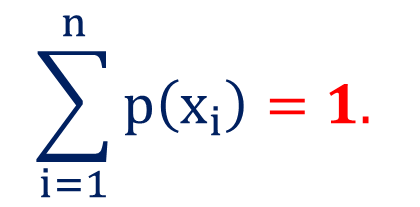 n
∑ p(xᵢ) = 1.
i=1